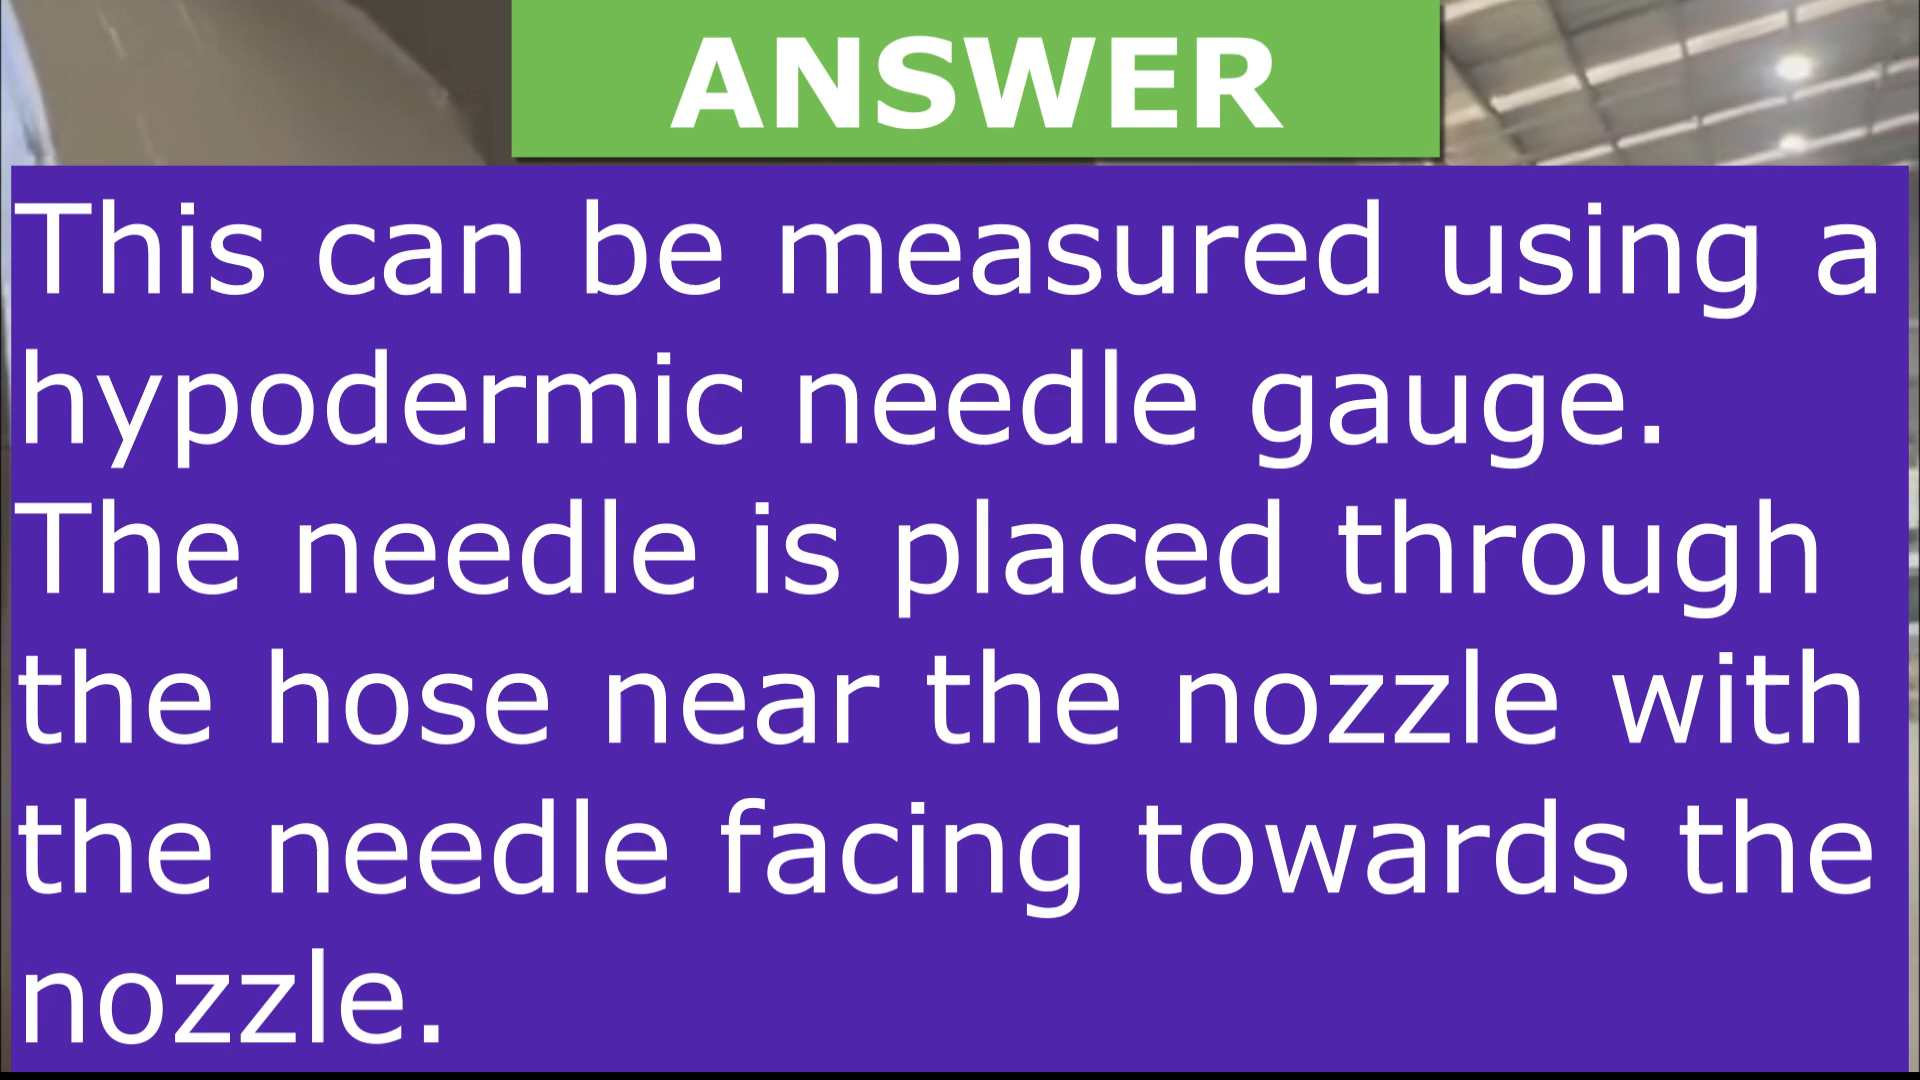 ANSWER
This can be measured using a
hypodermic needle gauge.
The needle is placed through
the hose near the nozzle with
the needle facing towards the
nozzle.